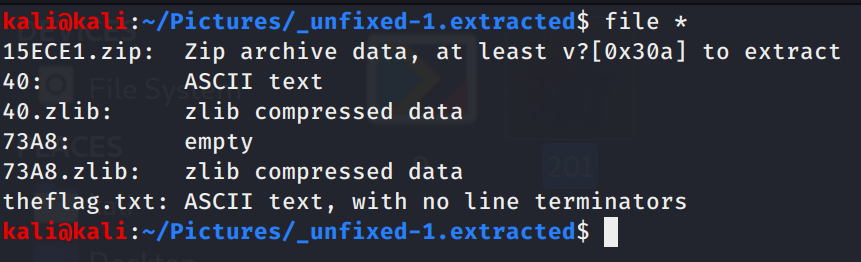 kali@kali:~/Pictures/_unfixed-1.extracted$ file *
15ECE1.zip:  Zip archive data, at least v?[0x30a] to extract
40:          ASCII text
40.zlib:     zlib compressed data
73A8:        empty
73A8.zlib:   zlib compressed data
theflag.txt: ASCII text, with no line terminators
kali@kali:~/Pictures/_unfixed-1.extracted$